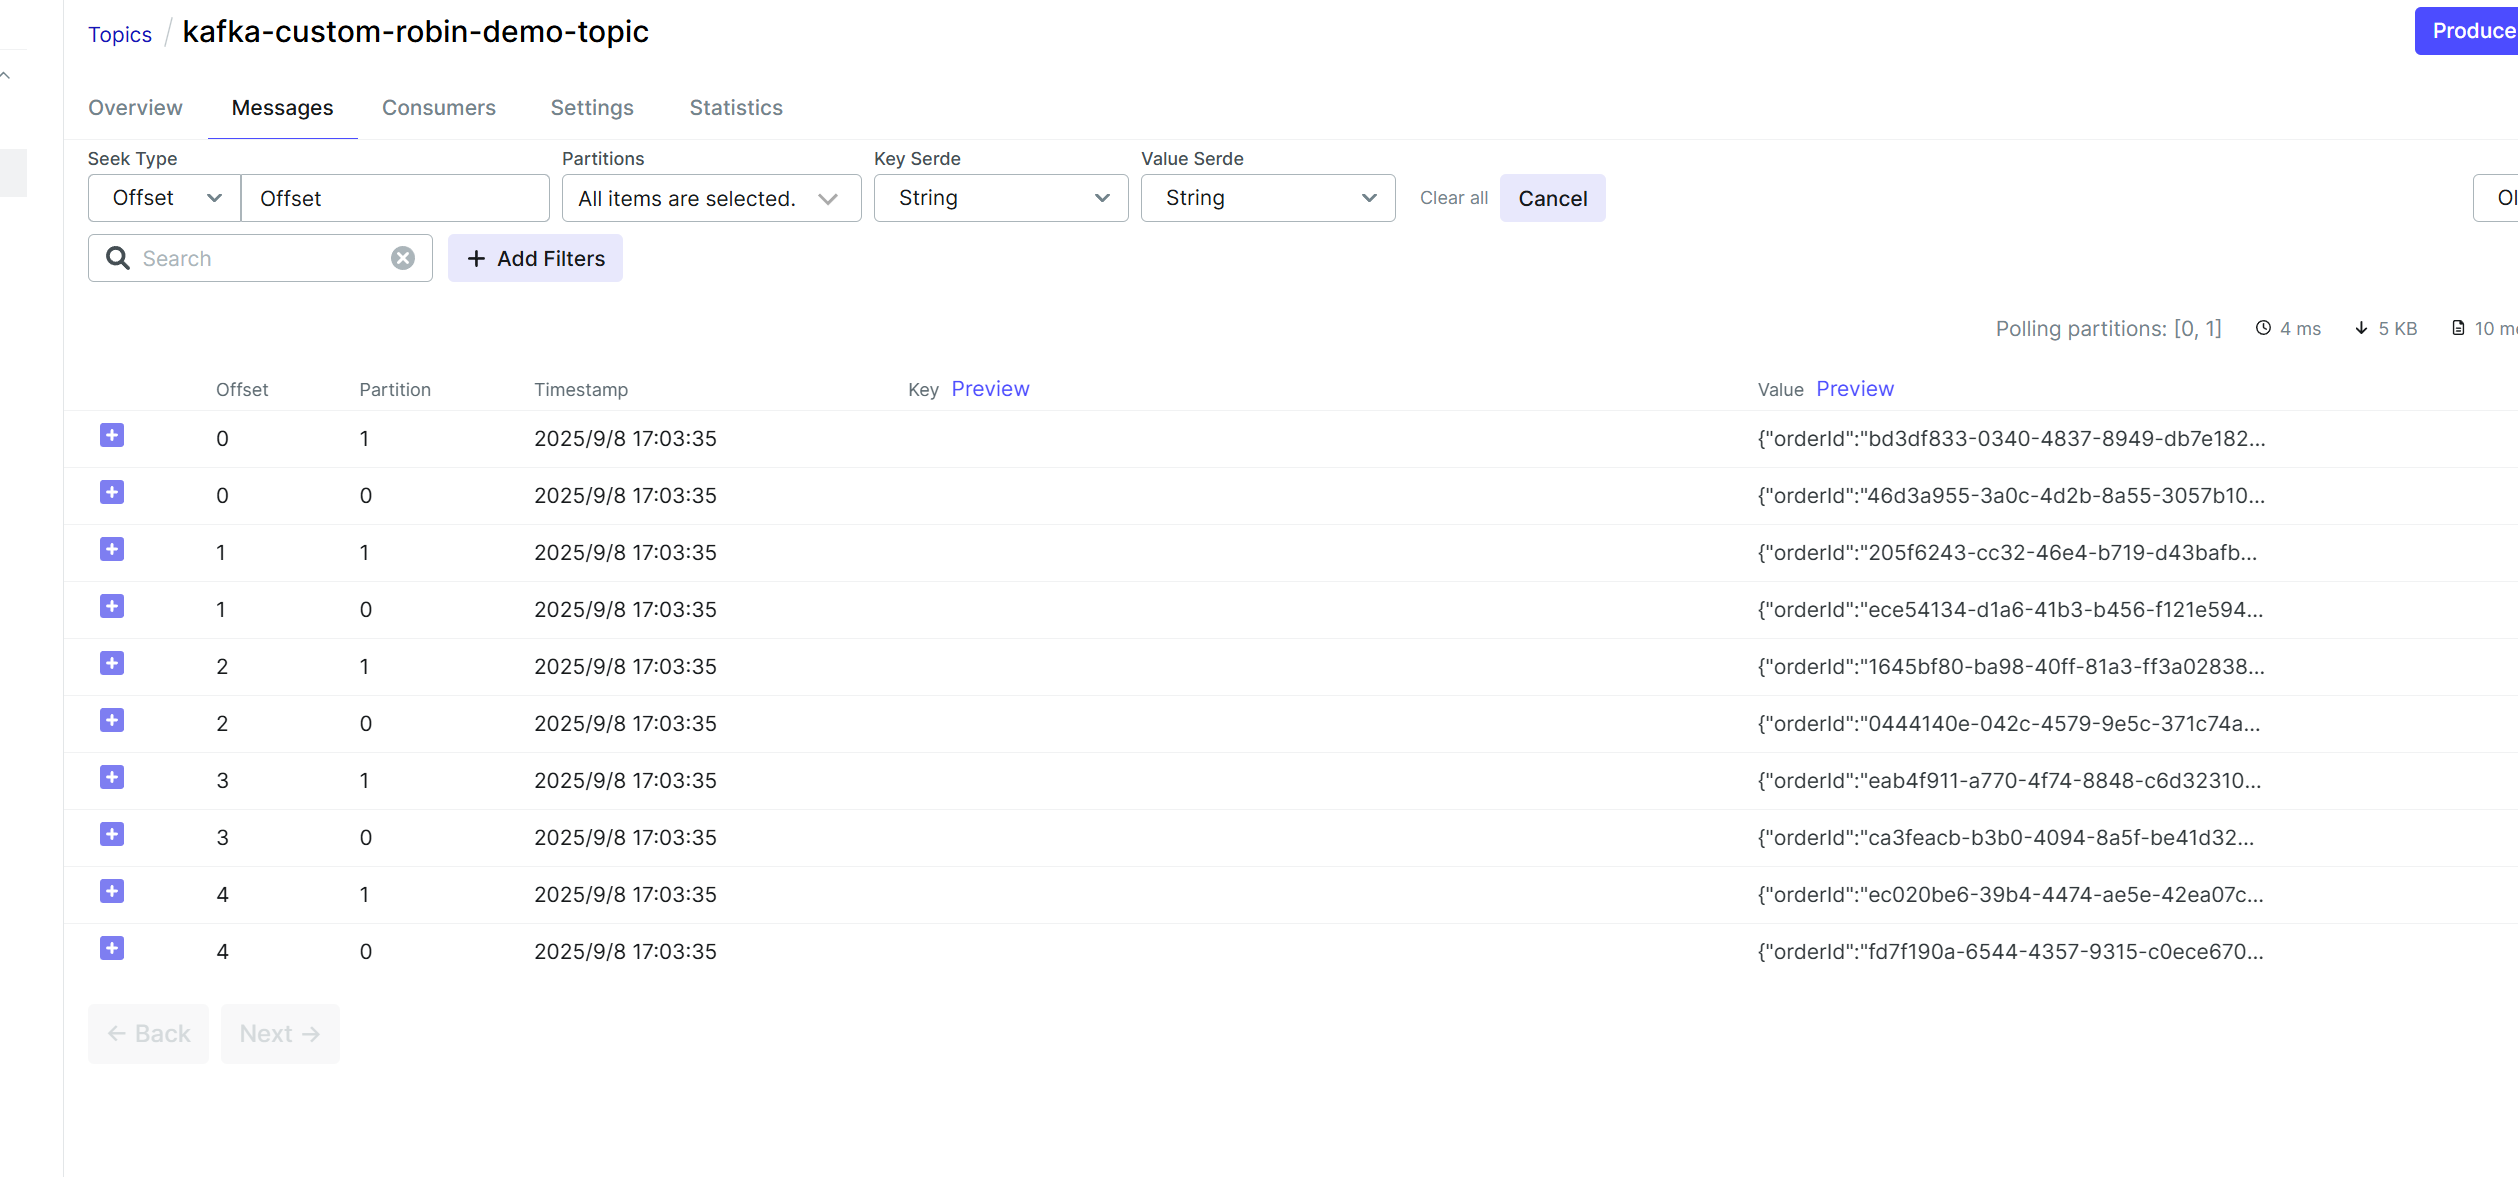 Topics / kafka-custom-robin-demo-topic
Produce
Overview Messages Consumers Settings Statistics
Seek Type Partitions Key Serde Value Serde
Offset Offset All items are selected. String String Clear all Cancel
Search + Add Filters
Polling partitions: [0, 1] 4 ms 5 KB 10
Offset Partition Timestamp Key Preview Value Preview
0 1 2025/9/8 17:03:35 {"orderId":"bd3df833-0340-4837-8949-db7e182...
0 0 2025/9/8 17:03:35 {"orderId":"46d3a955-3a0c-4d2b-8a55-3057b10...
1 1 2025/9/8 17:03:35 {"orderId":"205f6243-cc32-46e4-b719-d43bafb...
1 0 2025/9/8 17:03:35 {"orderId":"ece54134-d1a6-41b3-b456-f121e594...
2 1 2025/9/8 17:03:35 {"orderId":"1645bf80-ba98-40ff-81a3-ff3a02838...
2 0 2025/9/8 17:03:35 {"orderId":"0444140e-042c-4579-9e5c-371c74a...
3 1 2025/9/8 17:03:35 {"orderId":"eab4f911-a770-4f74-8848-c6d32310...
3 0 2025/9/8 17:03:35 {"orderId":"ca3feacb-b3b0-4094-8a5f-be41d32...
4 1 2025/9/8 17:03:35 {"orderId":"ec020be6-39b4-4474-ae5e-42ea07c...
4 0 2025/9/8 17:03:35 {"orderId":"fd7f190a-6544-4357-9315-c0ece670...
← Back Next →